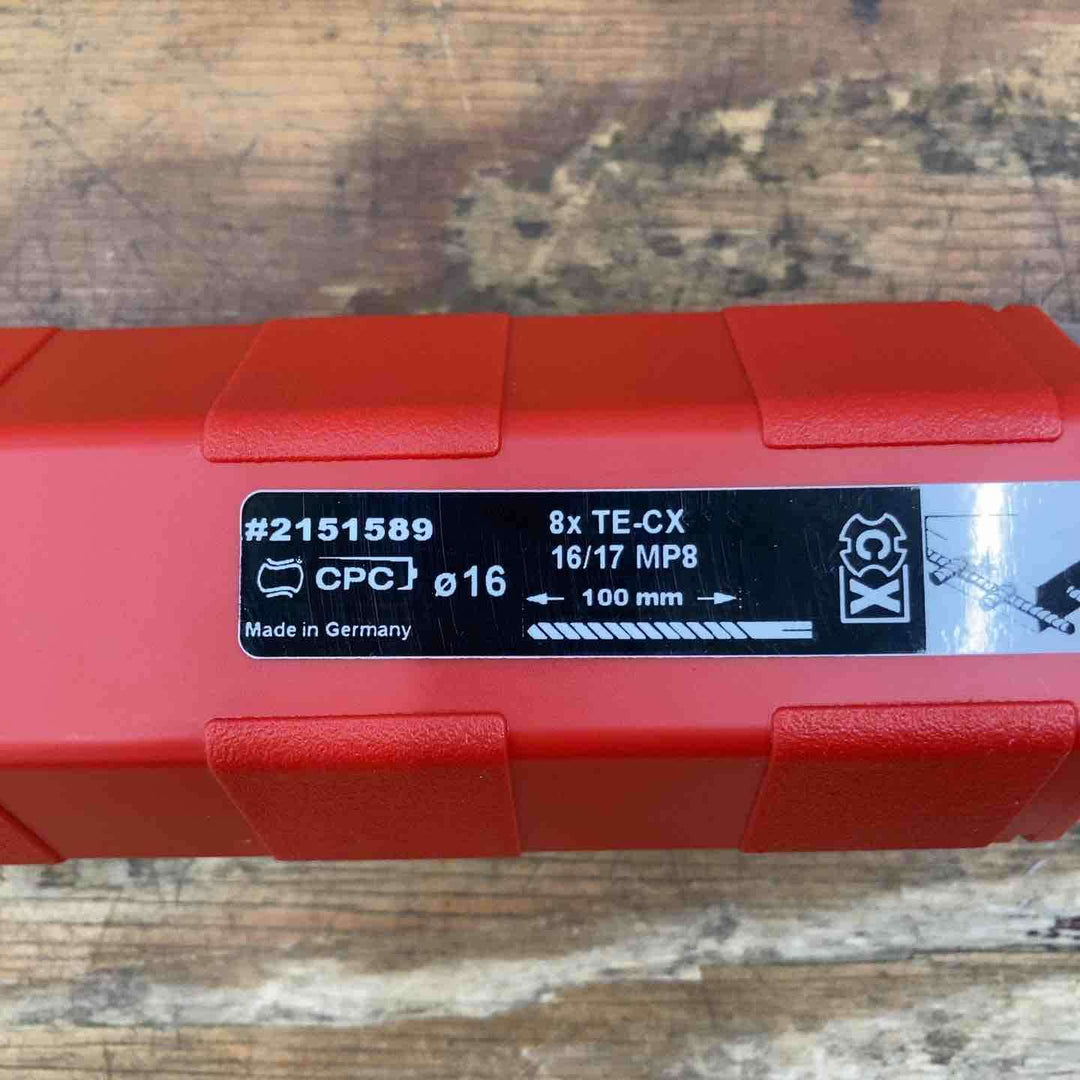 #2151589
CPC ø16
Made in Germany
8x TE-CX
16/17 MP8
100 mm
CX